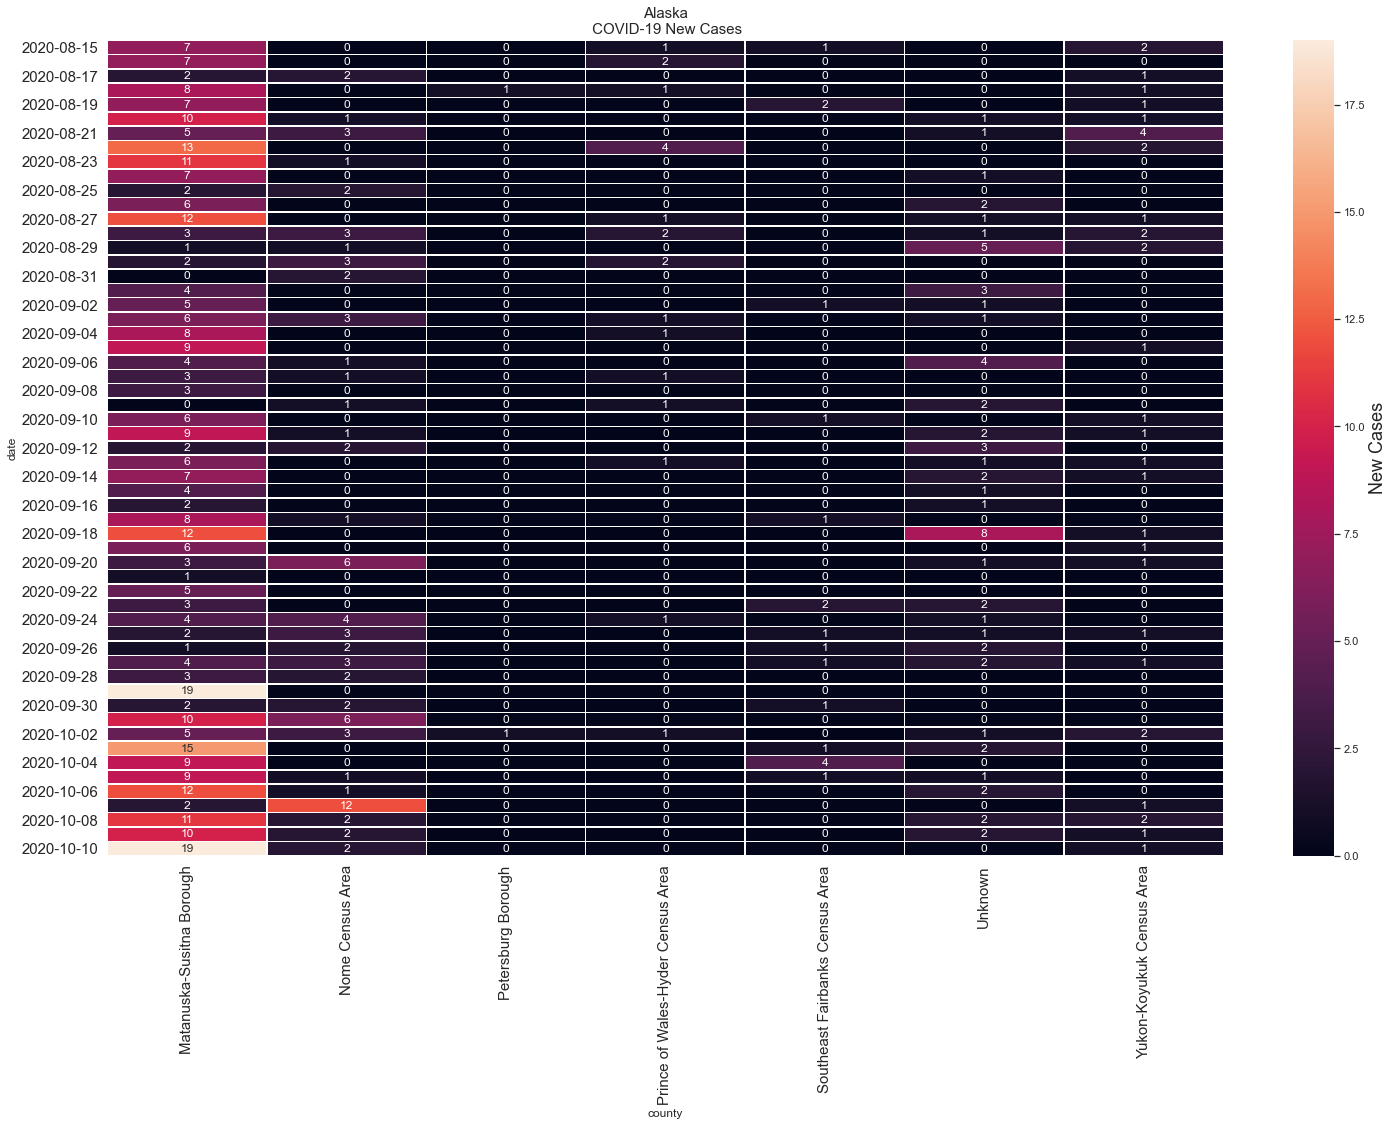 Alaska
COVID-19 New Cases
2020-08-15 7 0 0 1 1 0 2
7 0 0 2 0 0 0
2020-08-17 2 2 0 0 0 0 1
8 0 1 1 0 0 1
2020-08-19 7 0 0 0 2 0 1
10 1 0 0 0 1 1
2020-08-21 5 3 0 0 0 1 4
13 0 0 4 0 0 2
2020-08-23 11 1 0 0 0 0 0
7 0 0 0 0 1 0
2020-08-25 2 2 0 0 0 0 0
6 0 0 0 0 2 0
2020-08-27 12 0 0 1 0 1 1
3 3 0 2 0 1 2
2020-08-29 1 1 0 0 0 5 2
2 3 0 2 0 0 0
2020-08-31 0 2 0 0 0 0 0
4 0 0 0 0 3 0
2020-09-02 5 0 0 0 1 1 0
6 3 0 1 0 1 0
2020-09-04 8 0 0 1 0 0 0
9 0 0 0 0 0 1
2020-09-06 4 1 0 0 0 4 0
3 1 0 1 0 0 0
2020-09-08 3 0 0 0 0 0 0
0 1 0 1 0 2 0
2020-09-10 6 0 0 0 1 0 1
9 1 0 0 0 2 1
2020-09-12 2 2 0 0 0 3 0
6 0 0 1 0 1 1
2020-09-14 7 0 0 0 0 2 1
4 0 0 0 0 1 0
2020-09-16 2 0 0 0 0 1 0
8 1 0 0 1 0 0
2020-09-18 12 0 0 0 0 8 1
6 0 0 0 0 0 1
2020-09-20 3 6 0 0 0 1 1
1 0 0 0 0 0 0
2020-09-22 5 0 0 0 0 0 0
3 0 0 0 2 2 0
2020-09-24 4 4 0 1 0 1 0
2 3 0 0 1 1 1
2020-09-26 1 2 0 0 1 2 0
4 3 0 0 1 2 1
2020-09-28 3 2 0 0 0 0 0
19 0 0 0 0 0 0
2020-09-30 2 2 0 0 1 0 0
10 6 0 0 0 0 0
2020-10-02 5 3 1 1 0 1 2
15 0 0 0 1 2 0
2020-10-04 9 0 0 0 4 0 0
9 1 0 0 1 1 0
2020-10-06 12 1 0 0 0 2 0
2 12 0 0 0 0 1
2020-10-08 11 2 0 0 0 2 2
10 2 0 0 0 2 1
2020-10-10 19 2 0 0 0 0 1
date
Matanuska-Susitna Borough
Nome Census Area
Petersburg Borough
Prince of Wales-Hyder Census Area
Southeast Fairbanks Census Area
Unknown
Yukon-Koyukuk Census Area
county
17.5
15.0
12.5
10.0
7.5
5.0
2.5
0.0
New Cases